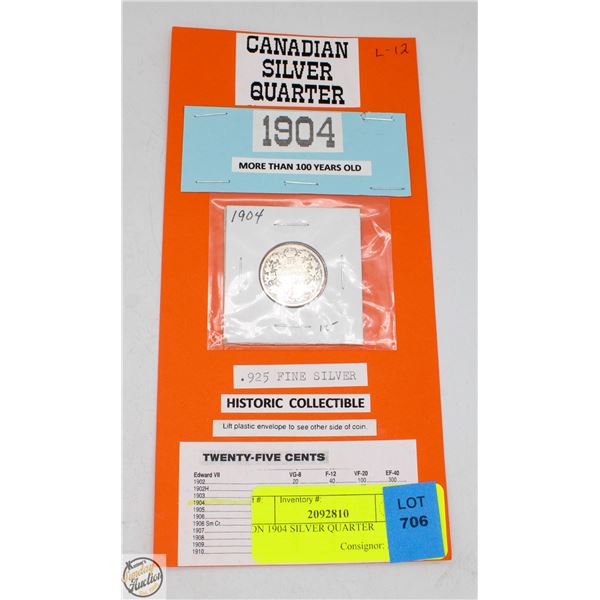 CANADIAN
SILVER
QUARTER
L-12
1904
MORE THAN 100 YEARS OLD
1904
.925 FINE SILVER
HISTORIC COLLECTIBLE
Lift plastic envelope to see other side of coin.
TWENTY-FIVE CENTS
Edward VII VG-8 F-12 VF-20 EF-40
1902 20 40 100 300
1902H
1903
1904
1905
1906
1906 Sm Cr
1907
1908
1909
1910
t #: Inventory #:
2092810
ON 1904 SILVER QUARTER
Consignor:
LOT
706
Sunday
Auction